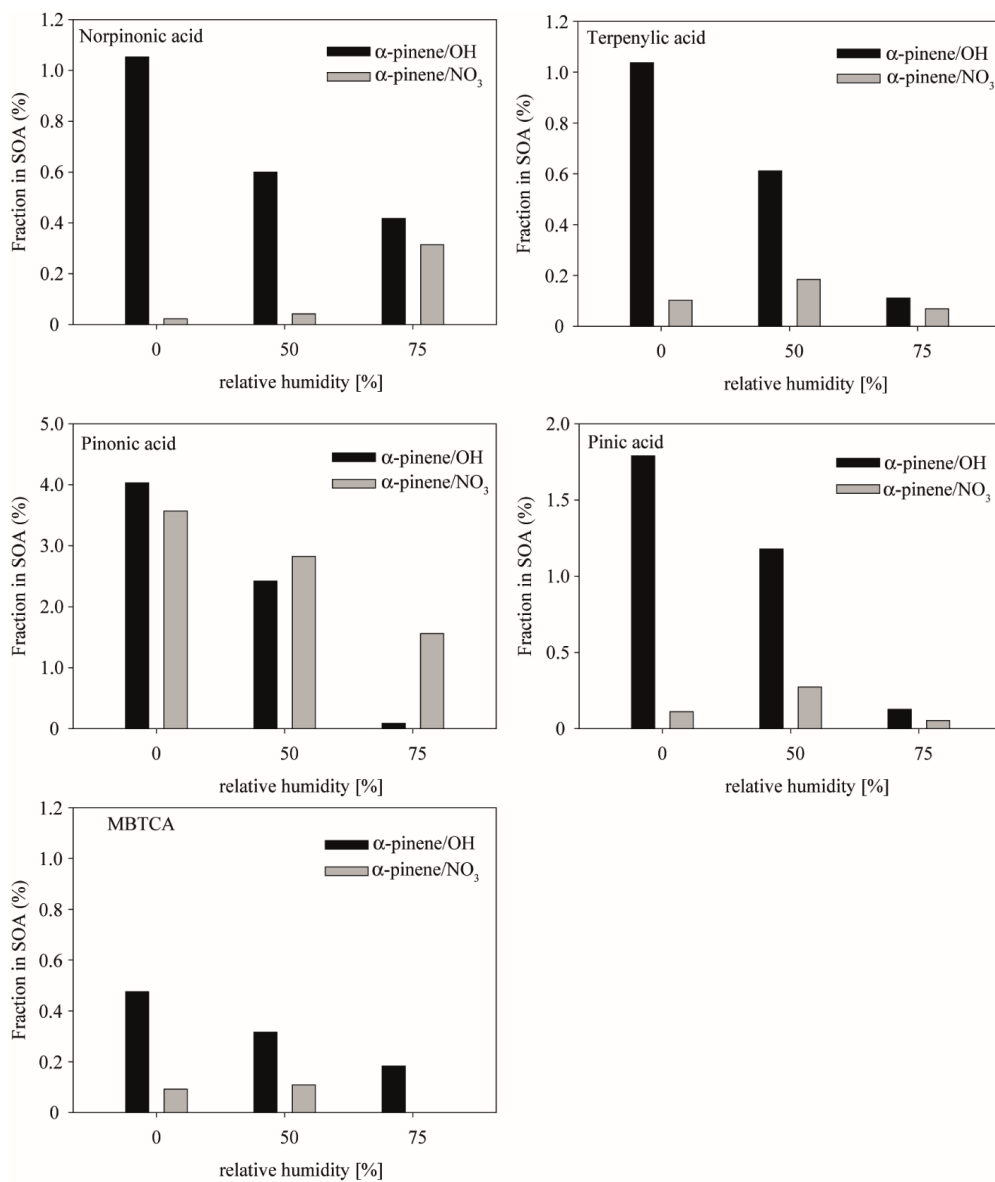 Norpinonic acid
α-pinene/OH
α-pinene/NO₃
Fraction in SOA (%)
1.2
1.0
0.8
0.6
0.4
0.2
0
0 50 75
relative humidity [%]
Terpenylic acid
α-pinene/OH
α-pinene/NO₃
Fraction in SOA (%)
1.2
1.0
0.8
0.6
0.4
0.2
0
0 50 75
relative humidity [%]
Pinonic acid
α-pinene/OH
α-pinene/NO₃
Fraction in SOA (%)
5.0
4.0
3.0
2.0
1.0
0
0 50 75
relative humidity [%]
Pinic acid
α-pinene/OH
α-pinene/NO₃
Fraction in SOA (%)
2.0
1.5
1.0
0.5
0
0 50 75
relative humidity [%]
MBTCA
α-pinene/OH
α-pinene/NO₃
Fraction in SOA (%)
1.2
1.0
0.8
0.6
0.4
0.2
0
0 50 75
relative humidity [%]